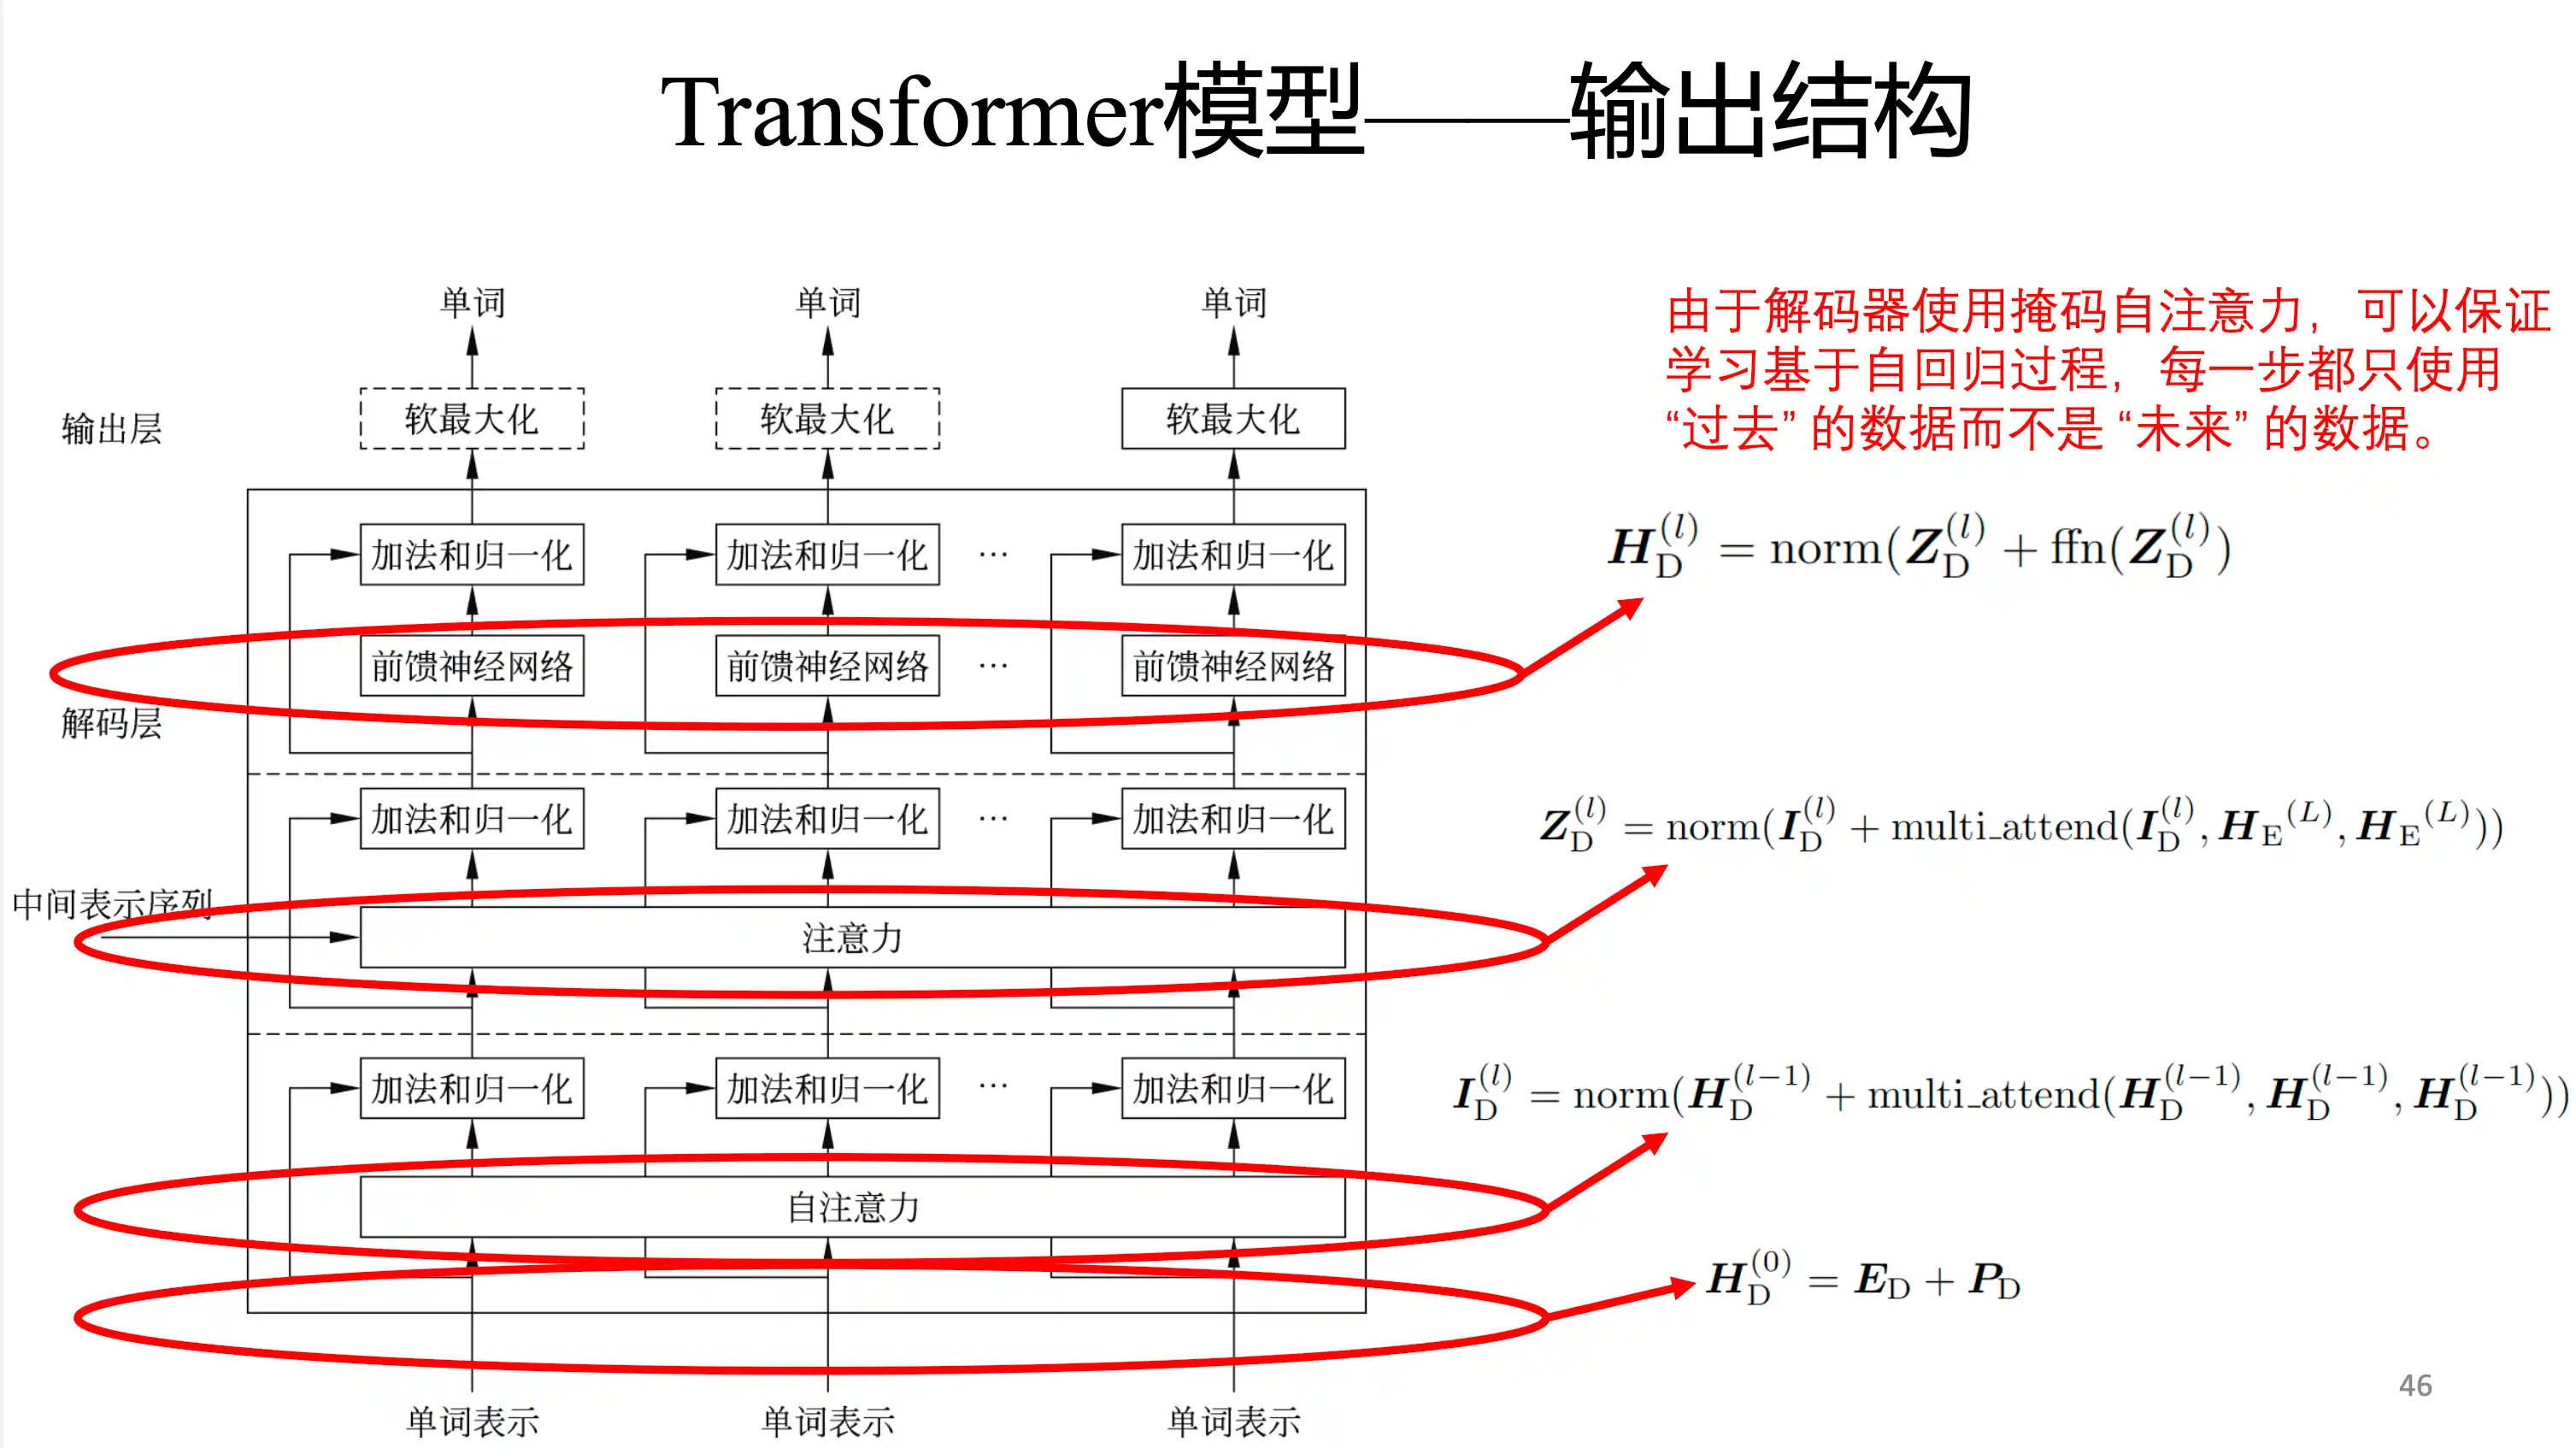 Transformer模型——输出结构
由于解码器使用掩码自注意力，可以保证
学习基于自回归过程，每一步都只使用
“过去” 的数据而不是 “未来” 的数据。
单词 单词 单词
输出层 软最大化 软最大化 软最大化
加法和归一化 加法和归一化 … 加法和归一化
H_D^{(l)} = norm(Z_D^{(l)} + ffn(Z_D^{(l)})
前馈神经网络 前馈神经网络 … 前馈神经网络
解码层
加法和归一化 加法和归一化 … 加法和归一化
Z_D^{(l)} = norm(I_D^{(l)} + multi_attend(I_D^{(l)}, H_E^{(L)}, H_E^{(L)}))
中间表示序列
注意力
加法和归一化 加法和归一化 … 加法和归一化
I_D^{(l)} = norm(H_D^{(l-1)} + multi_attend(H_D^{(l-1)}, H_D^{(l-1)}, H_D^{(l-1)}))
自注意力
H_D^{(0)} = E_D + P_D
单词表示 单词表示 单词表示
46